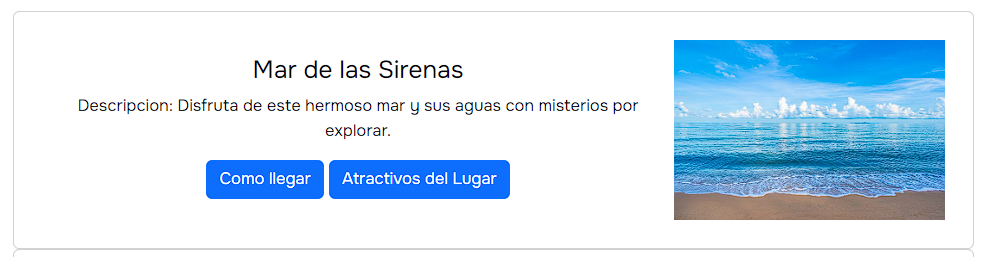 Mar de las Sirenas
Descripcion: Disfruta de este hermoso mar y sus aguas con misterios por
explorar.
Como llegar
Atractivos del Lugar